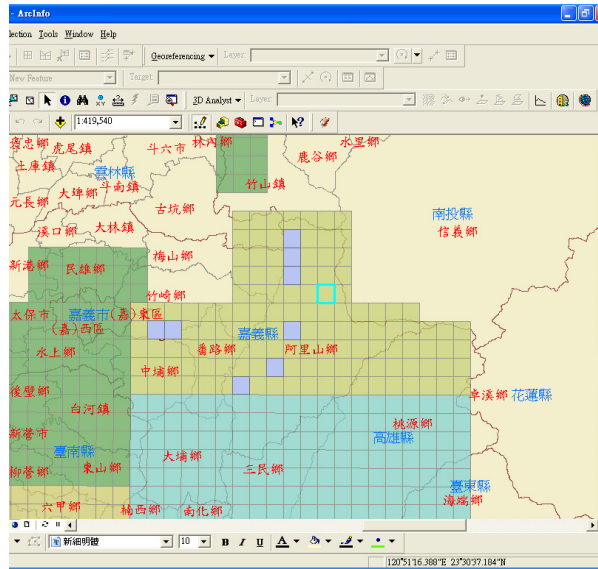 - ArcInfo
lection Tools Window Help
Georeferencing Layer:
New Feature Target:
3D Analyst Layer:
1:419,540
褒忠鄉 虎尾鎮 斗六市 林內鄉 水里鄉
鹿谷鄉
土庫鎮 雲林縣
斗南鎮 竹山鎮
元長鄉 大埤鄉
古坑鄉 南投縣
溪口鄉 大林鎮 信義鄉
新港鄉 民雄鄉 梅山鄉
竹崎鄉
太保市 嘉義市(嘉)東區
(嘉)西區 嘉義縣
水上鄉 番路鄉 阿里山鄉
中埔鄉
後壁鄉 卓溪鄉 花蓮縣
白河鎮 桃源鄉
新營市 高雄縣
臺南縣 大埔鄉
柳營鄉 東山鄉 三民鄉 臺東縣
海端鄉
六甲鄉 楠西鄉 南化鄉
新細明體 10 B I U A
120°51'16.388"E 23°30'37.184"N